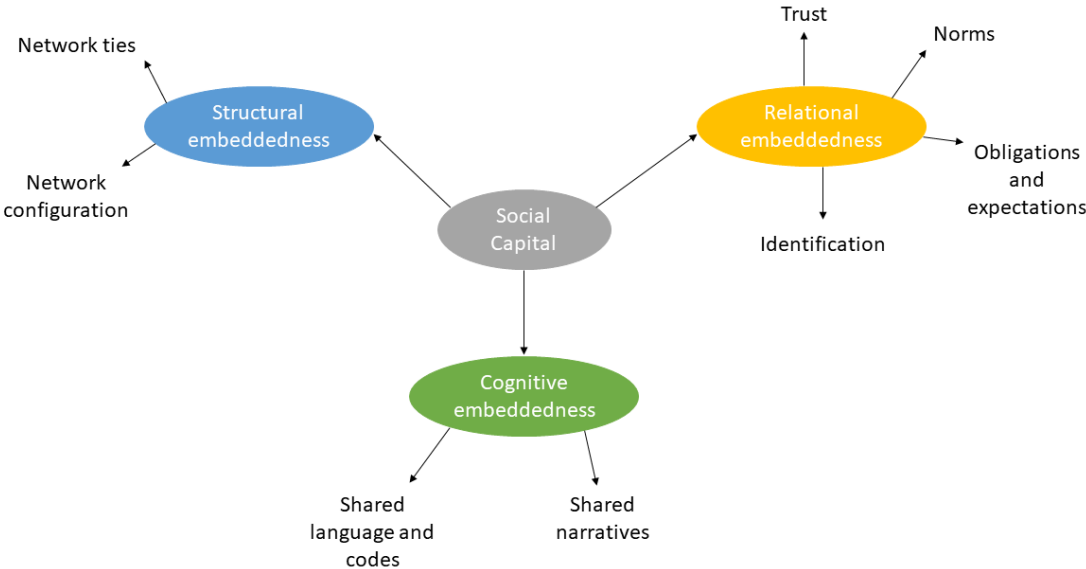 Trust
Norms
Network ties
Structural
embeddedness
Relational
embeddedness
Obligations
and
expectations
Network
configuration
Social
Capital
Identification
Cognitive
embeddedness
Shared
language and
codes
Shared
narratives